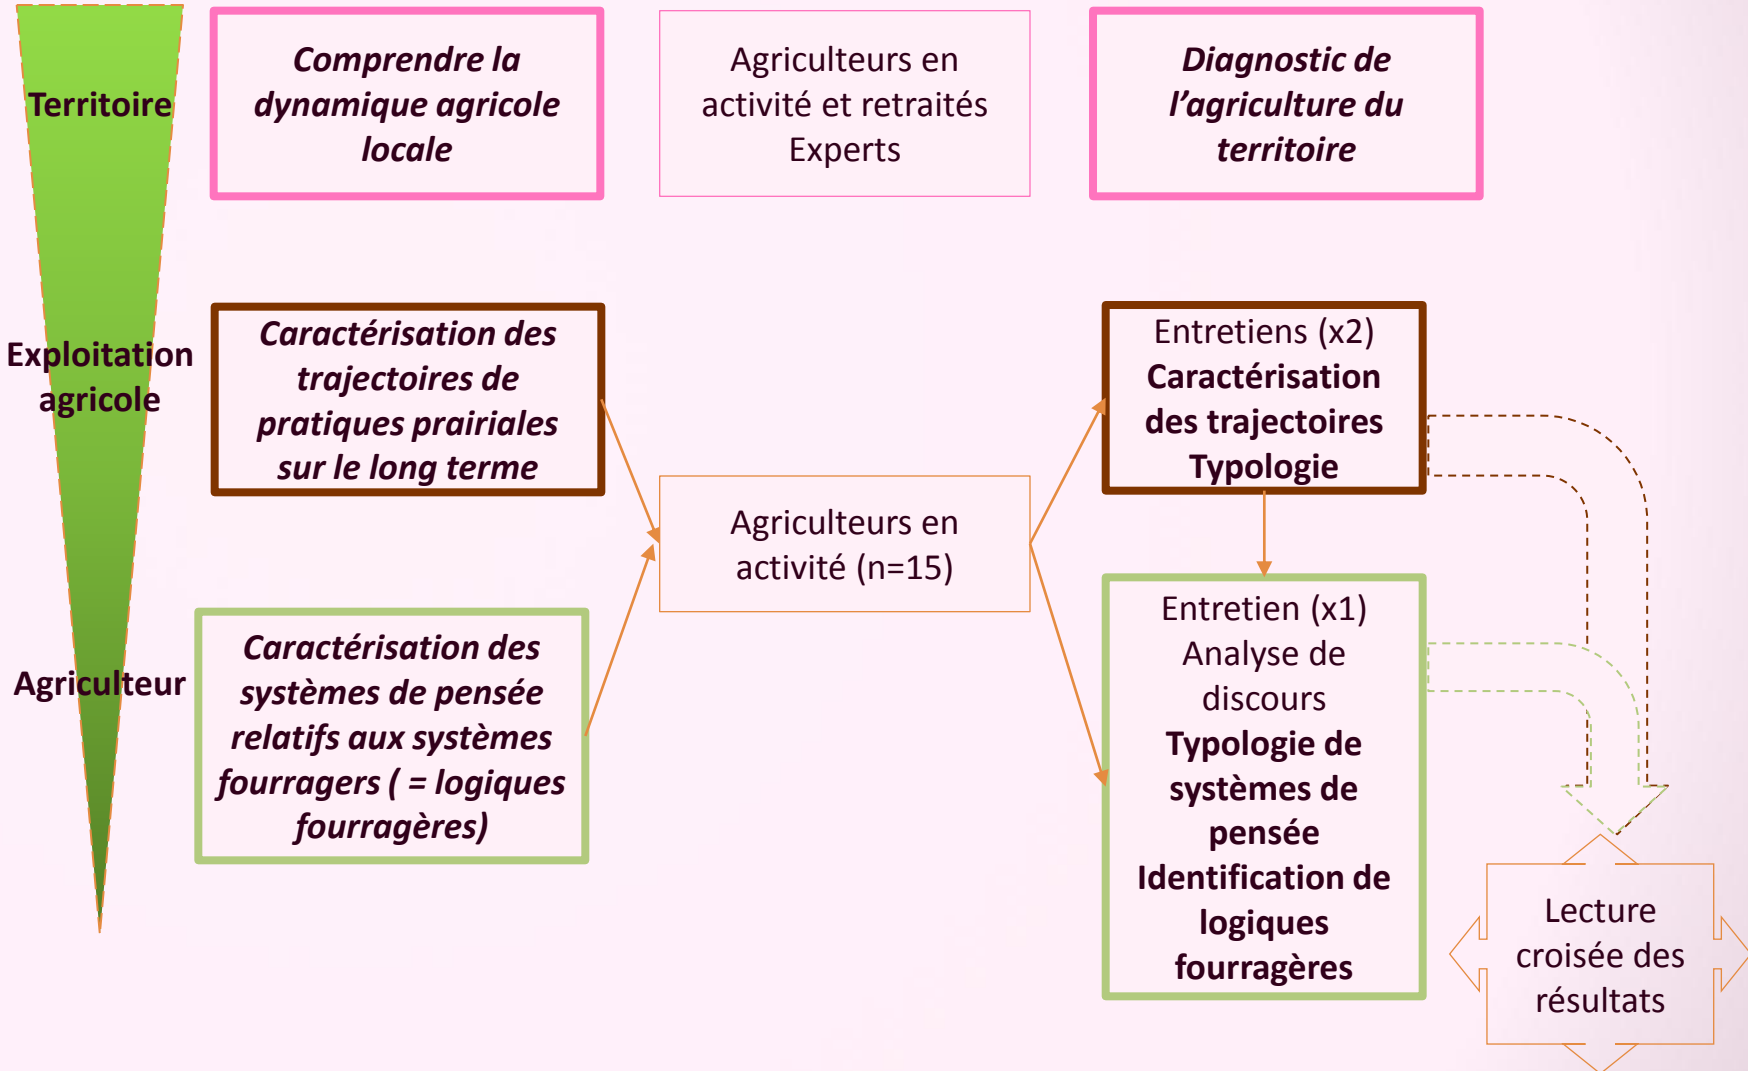 Territoire
Comprendre la
dynamique agricole
locale
Agriculteurs en
activité et retraités
Experts
Diagnostic de
l’agriculture du
territoire
Exploitation
agricole
Caractérisation des
trajectoires de
pratiques prairiales
sur le long terme
Agriculteurs en
activité (n=15)
Entretiens (x2)
Caractérisation
des trajectoires
Typologie
Agriculteur
Caractérisation des
systèmes de pensée
relatifs aux systèmes
fourragers ( = logiques
fourragères)
Entretien (x1)
Analyse de
discours
Typologie de
systèmes de
pensée
Identification de
logiques
fourragères
Lecture
croisée des
résultats